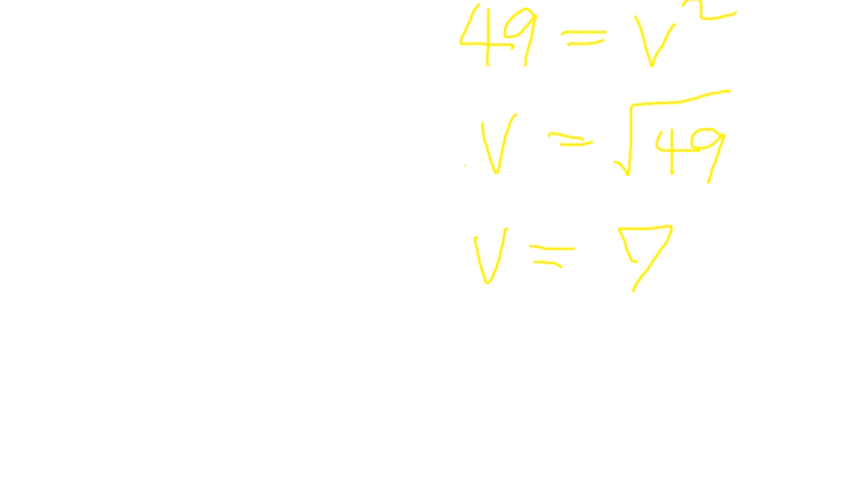 49 = v²
v = √49
v = 7